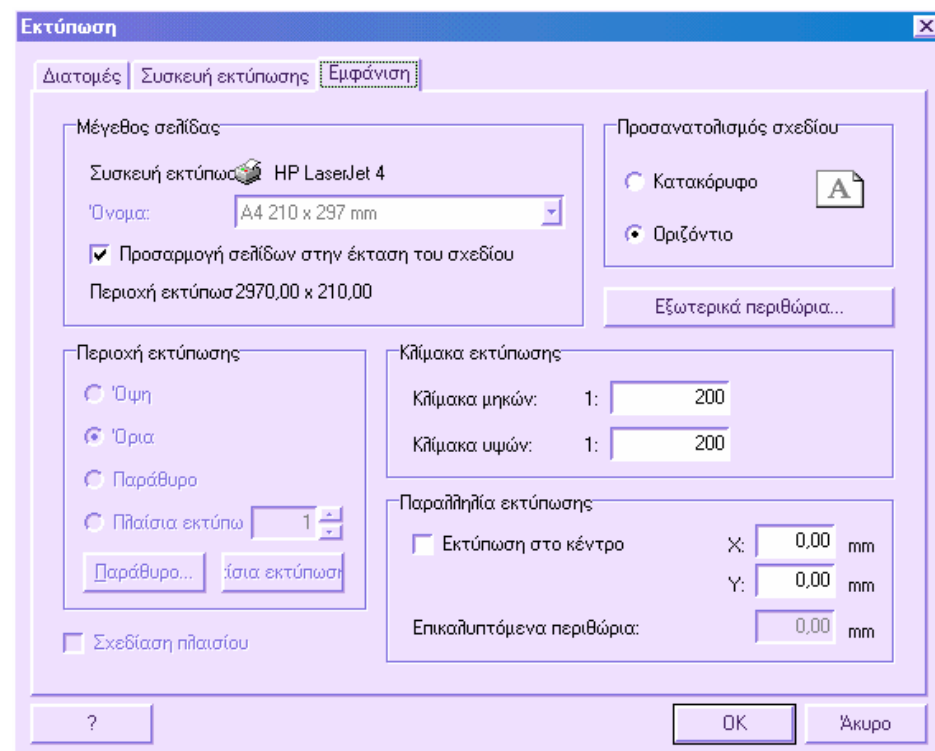 Εκτύπωση
Διατομές Συσκευή εκτύπωσης Εμφάνιση
Μέγεθος σελίδας
Συσκευή εκτύπως HP LaserJet 4
Όνομα: A4 210 x 297 mm
Προσαρμογή σελίδων στην έκταση του σχεδίου
Περιοχή εκτύπωσ 2970,00 x 210,00
Προσανατολισμός σχεδίου
Κατακόρυφο
A
Οριζόντιο
Εξωτερικά περιθώρια...
Περιοχή εκτύπωσης
Όψη
Όρια
Παράθυρο
Πλαίσια εκτύπω 1
Παράθυρο... ίσια εκτύπωση
Σχεδίαση πλαισίου
Κλίμακα εκτύπωσης
Κλίμακα μηκών: 1: 200
Κλίμακα υψών: 1: 200
Παραλληλία εκτύπωσης
Εκτύπωση στο κέντρο X: 0,00 mm
Y: 0,00 mm
Επικαλυπτόμενα περιθώρια: 0,00 mm
? OK Άκυρο